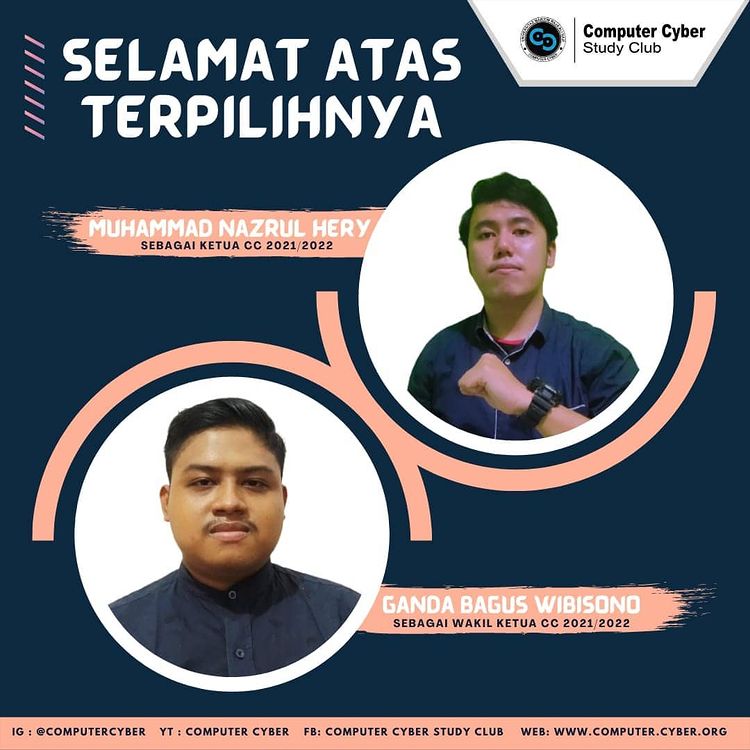 Computer Cyber
Study Club
SELAMAT ATAS
TERPILIHNYA
MUHAMMAD NAZRUL HERY
SEBAGAI KETUA CC 2021/2022
GANDA BAGUS WIBISONO
SEBAGAI WAKIL KETUA CC 2021/2022
IG : @COMPUTERCYBER YT : COMPUTER CYBER FB: COMPUTER CYBER STUDY CLUB WEB: WWW.COMPUTER.CYBER.ORG